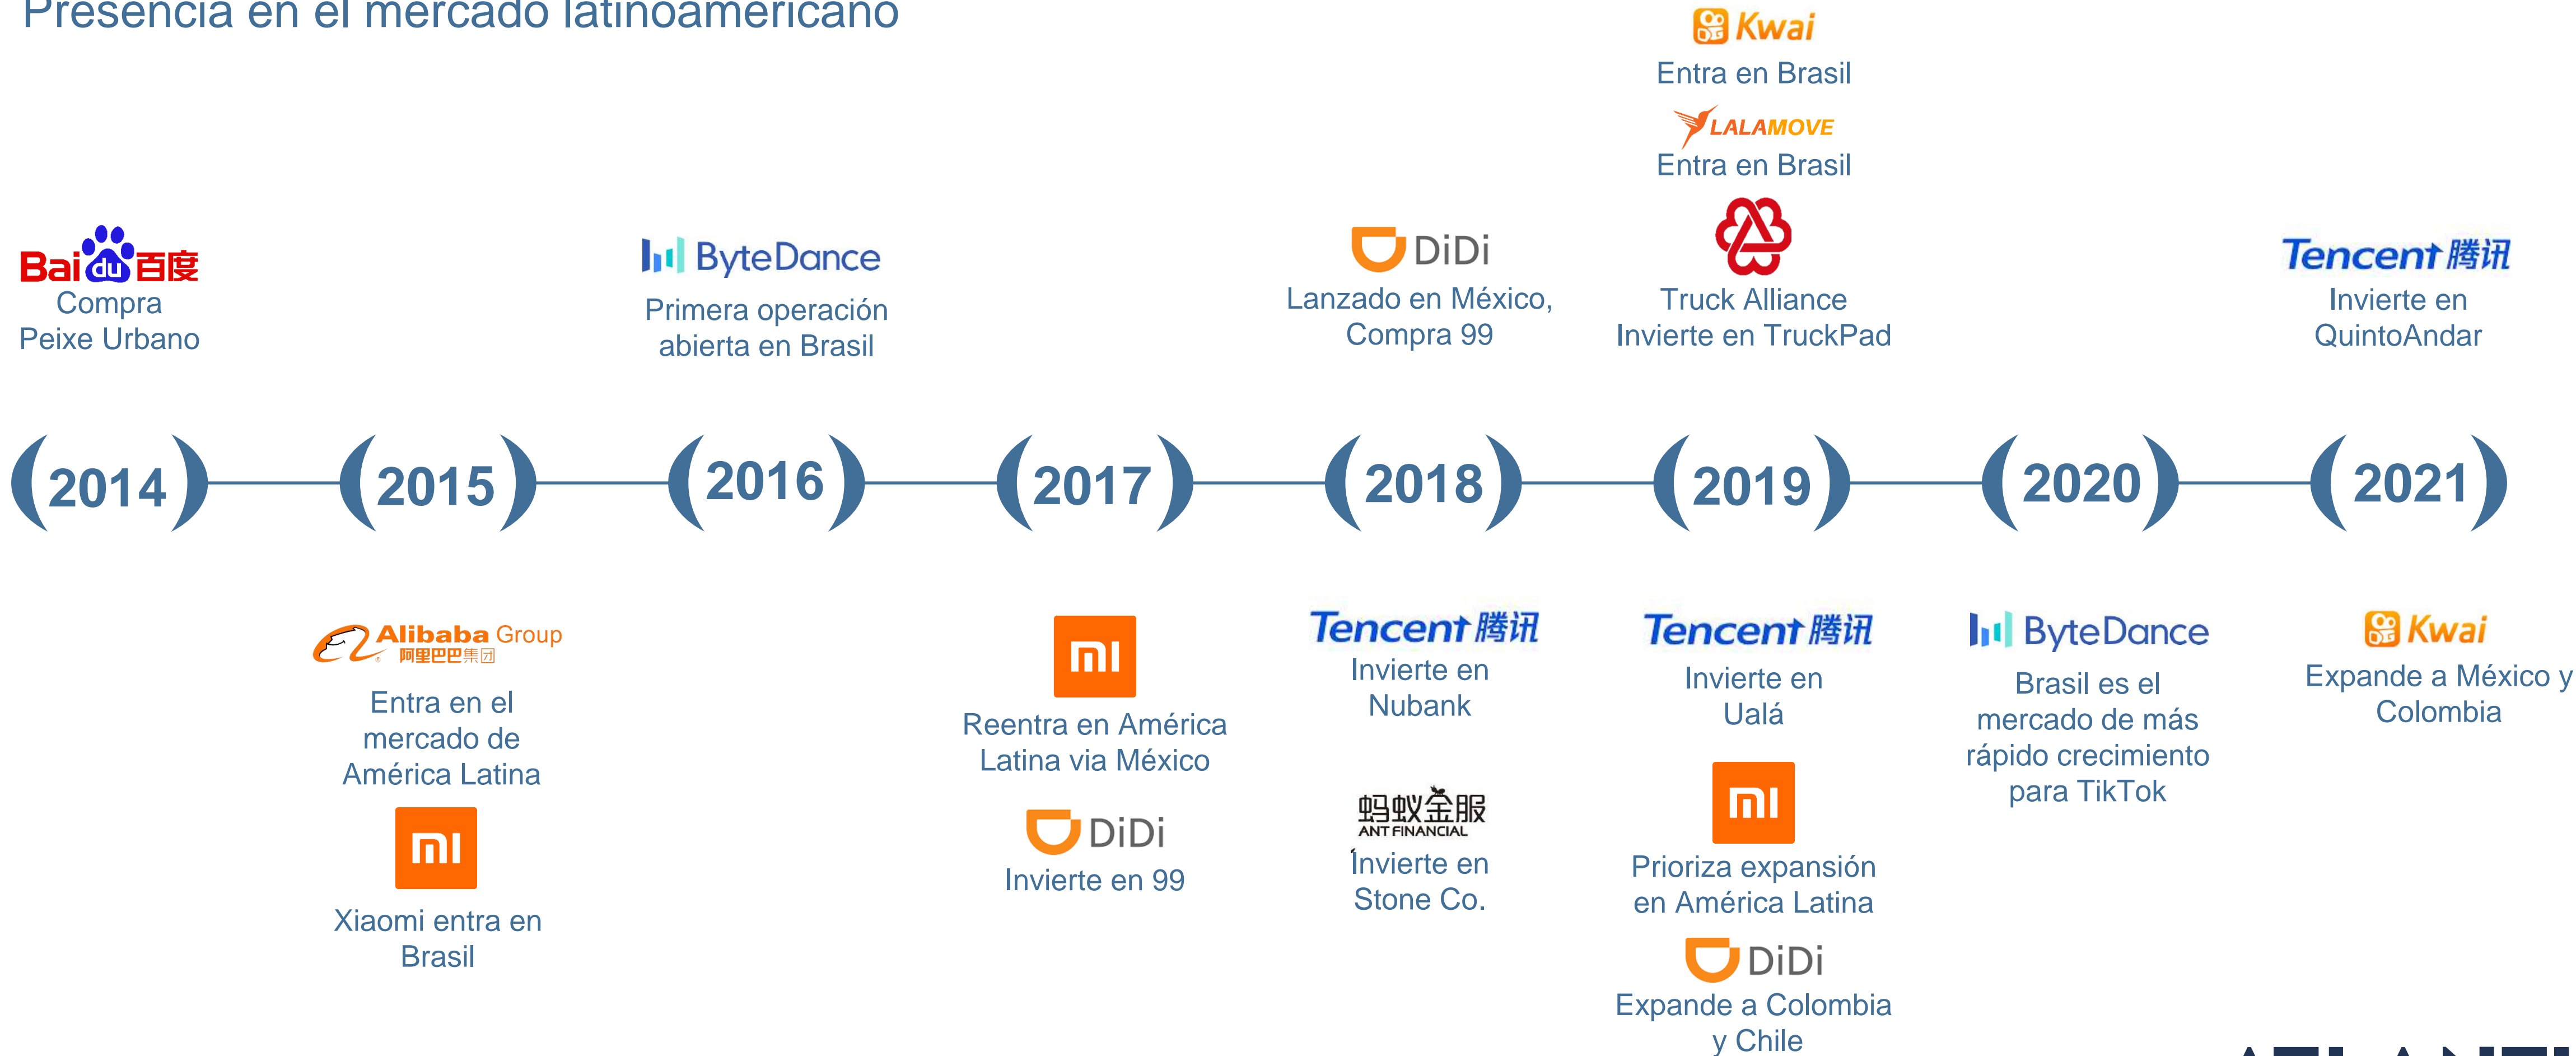 Presencia en el mercado latinoamericano
Kwai
Entra en Brasil
LALAMOVE
Entra en Brasil
Bai du 百度
Compra
Peixe Urbano
ByteDance
Primera operación
abierta en Brasil
DiDi
Lanzado en México,
Compra 99
Truck Alliance
Invierte en TruckPad
Tencent 腾讯
Invierte en
QuintoAndar
2014
2015
2016
2017
2018
2019
2020
2021
Alibaba Group
阿里巴巴集团
Entra en el
mercado de
América Latina
mi
Xiaomi entra en
Brasil
mi
Reentra en América
Latina via México
DiDi
Invierte en 99
Tencent 腾讯
Invierte en
Nubank
蚂蚁金服
ANT FINANCIAL
Invierte en
Stone Co.
Tencent 腾讯
Invierte en
Ualá
mi
Prioriza expansión
en América Latina
DiDi
Expande a Colombia
y Chile
ByteDance
Brasil es el
mercado de más
rápido crecimiento
para TikTok
Kwai
Expande a México y
Colombia